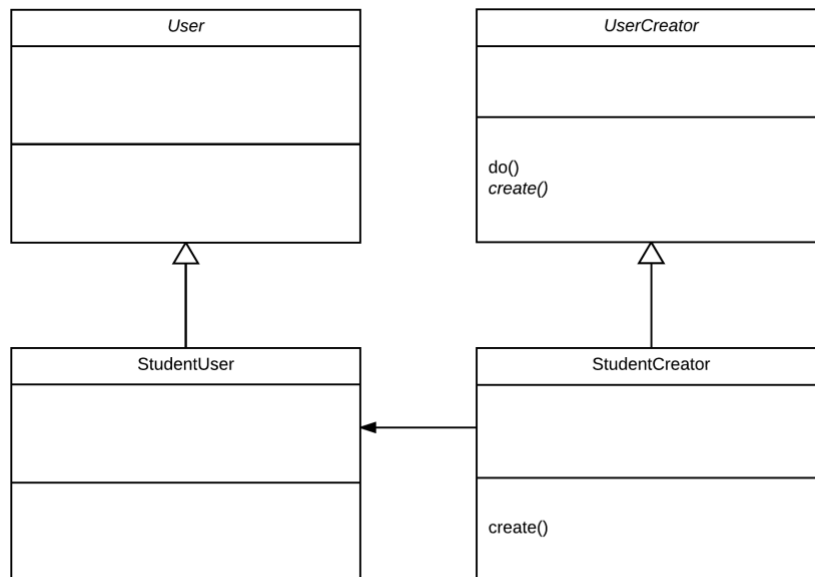 User
UserCreator
do()
create()
StudentUser
StudentCreator
create()